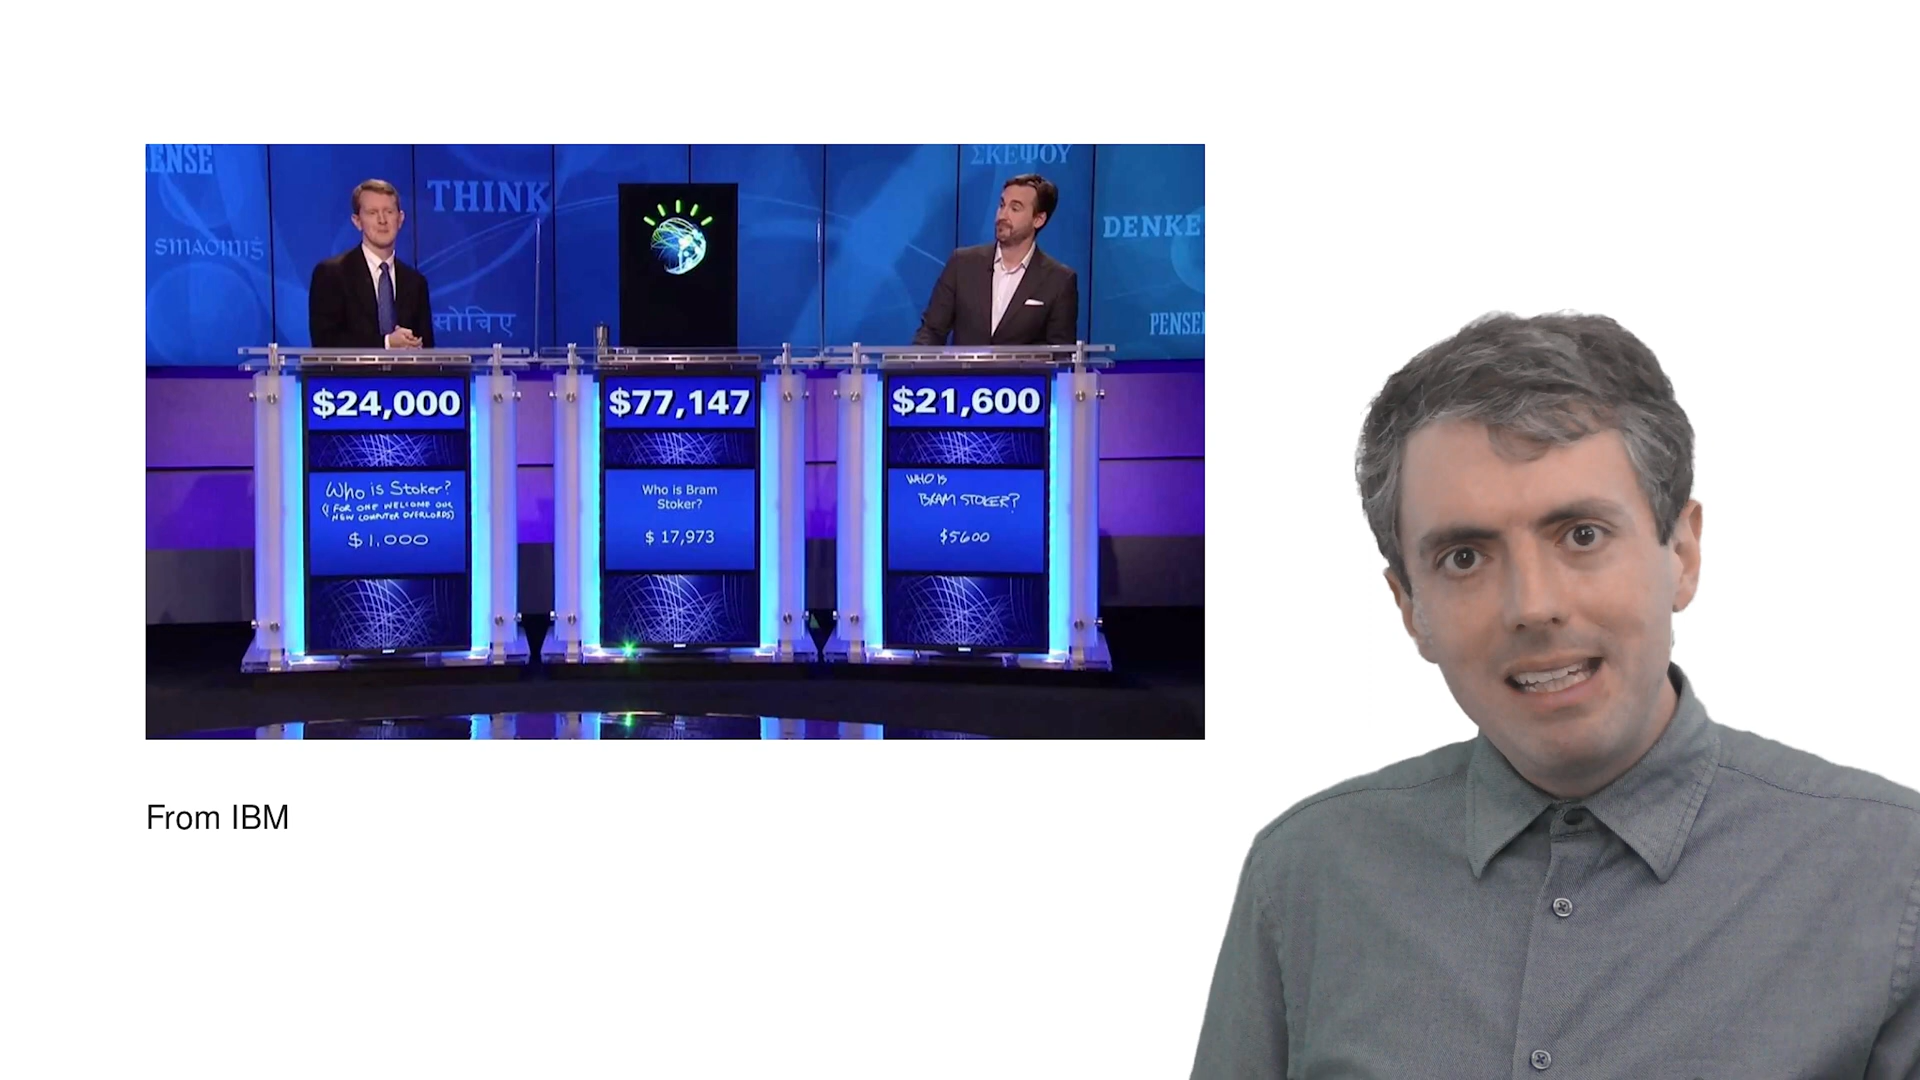 ENSE
THINK
ΣΚΕΨΟΥ
DENKE
सोचिए
PENSE
$24,000
$77,147
$21,600
Who is Stoker?
(I FOR ONE WELCOME OUR
NEW COMPUTER OVERLORDS)
$1,000
Who is Bram
Stoker?
$ 17,973
WHO IS
BRAM STOKER?
$5600
From IBM